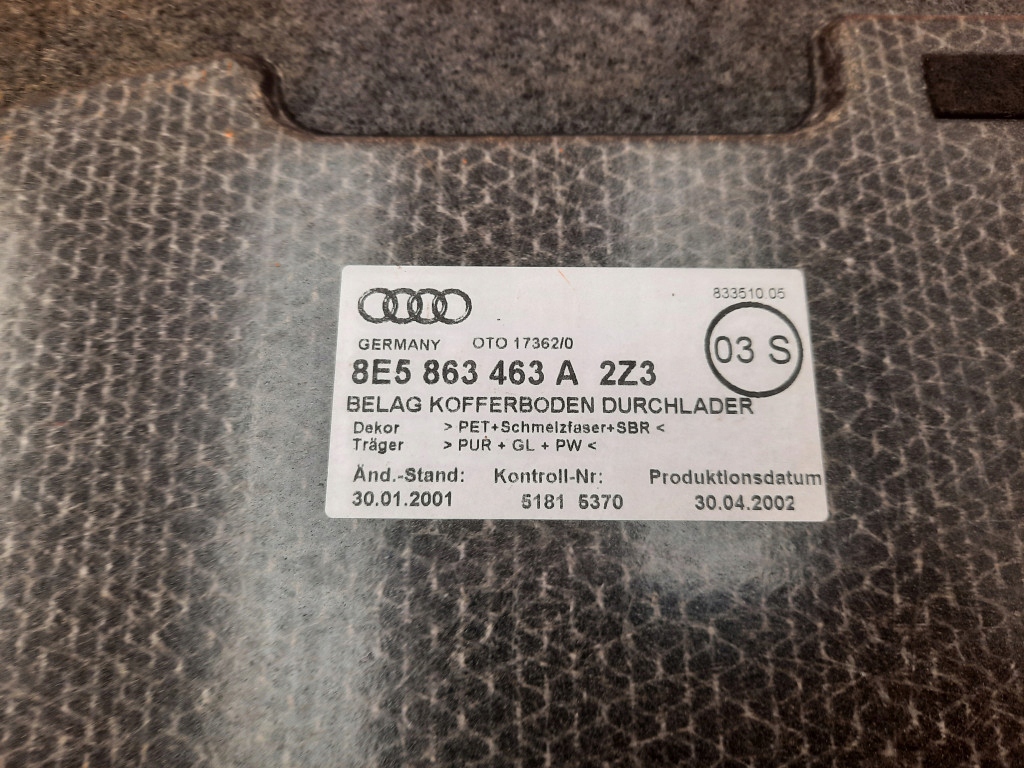 833510.05
GERMANY OTO 17362/0
03 S
8E5 863 463 A 2Z3
BELAG KOFFERBODEN DURCHLADER
Dekor > PET+Schmelzfaser+SBR <
Träger > PUR + GL + PW <
Änd.-Stand: Kontroll-Nr: Produktionsdatum
30.01.2001 5181 5370 30.04.2002